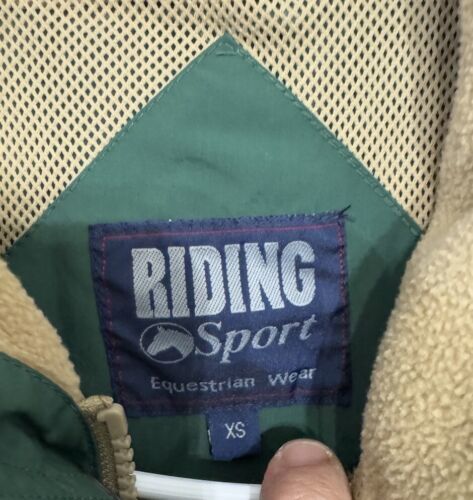 RIDING
Sport
Equestrian Wear
XS